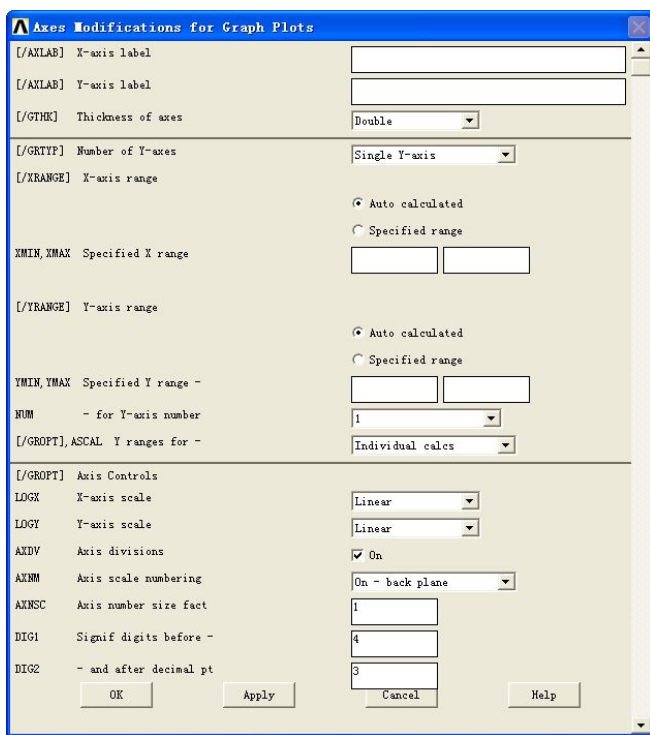 Axes Modifications for Graph Plots
[/AXLAB] X-axis label
[/AXLAB] Y-axis label
[/GTHK] Thickness of axes Double
[/GRTYP] Number of Y-axes Single Y-axis
[/XRANGE] X-axis range
Auto calculated
Specified range
XMIN,XMAX Specified X range
[/YRANGE] Y-axis range
Auto calculated
Specified range
YMIN,YMAX Specified Y range -
NUM - for Y-axis number 1
[/GROPT],ASCAL Y ranges for - Individual calcs
[/GROPT] Axis Controls
LOGX X-axis scale Linear
LOGY Y-axis scale Linear
AXDV Axis divisions On
AXNM Axis scale numbering On - back plane
AXNSC Axis number size fact 1
DIG1 Signif digits before - 4
DIG2 - and after decimal pt 3
OK Apply Cancel Help